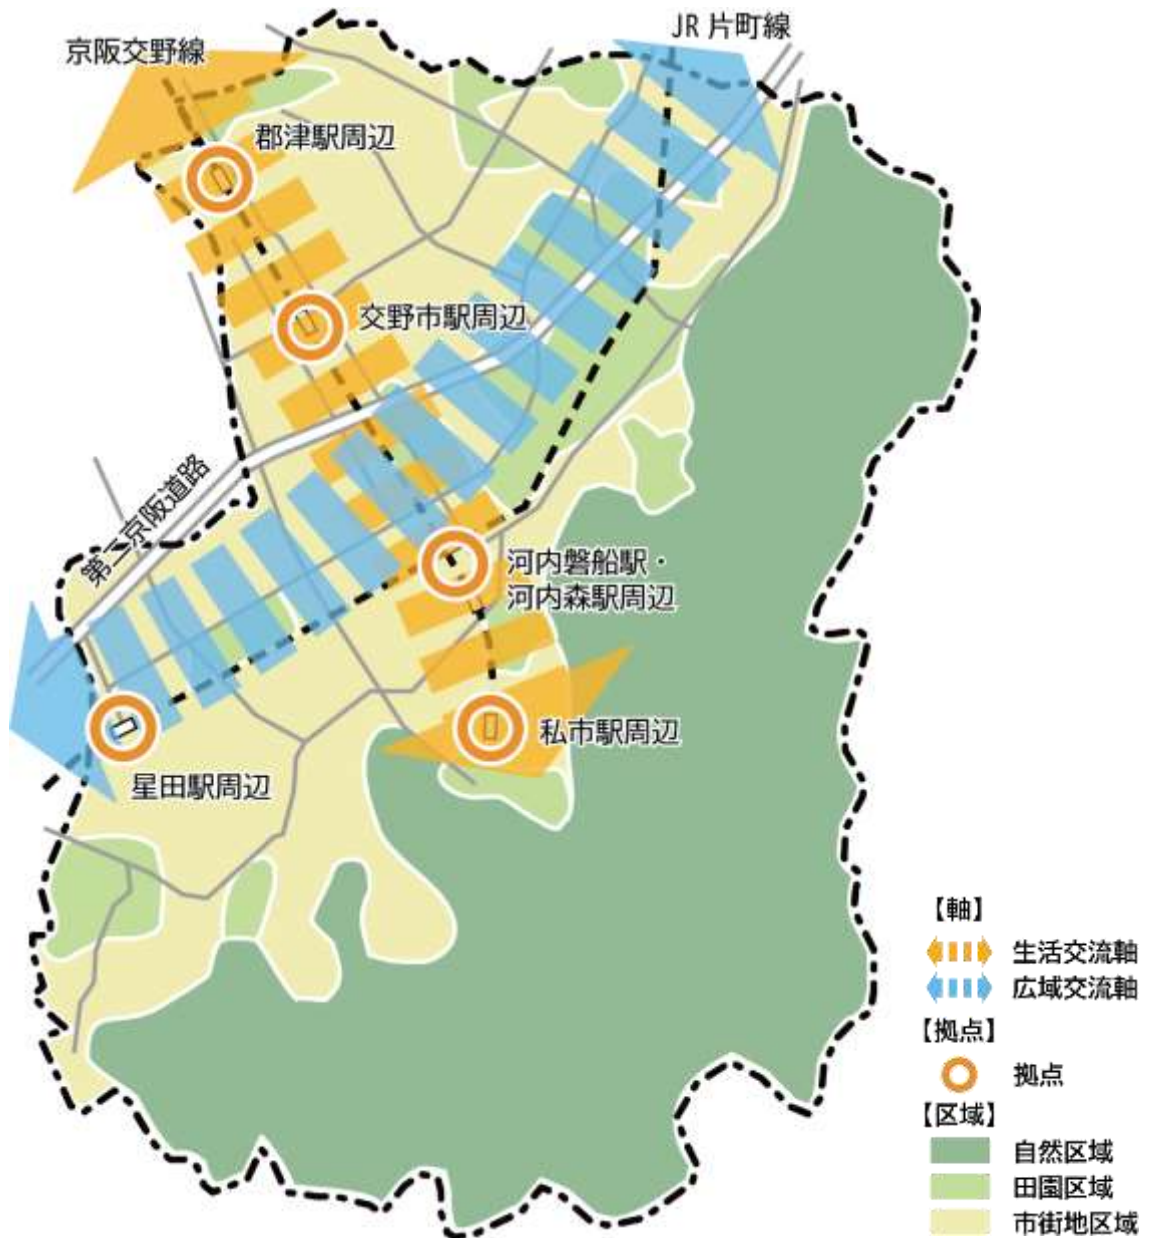 JR 片町線
京阪交野線
郡津駅周辺
交野市駅周辺
第二京阪道路
河内磐船駅・
河内森駅周辺
私市駅周辺
星田駅周辺
【軸】
生活交流軸
広域交流軸
【拠点】
拠点
【区域】
自然区域
田園区域
市街地区域